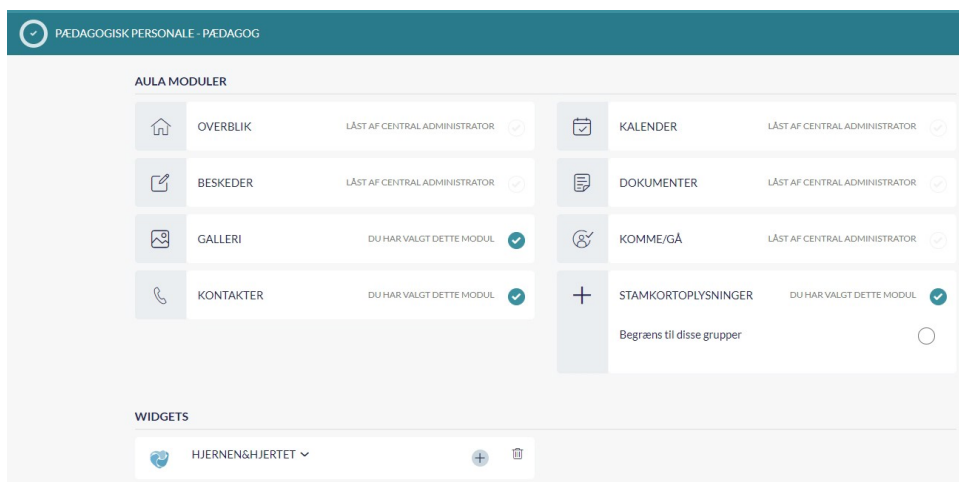 PÆDAGOGISK PERSONALE - PÆDAGOG
AULA MODULER
OVERBLIK LÅST AF CENTRAL ADMINISTRATOR
KALENDER LÅST AF CENTRAL ADMINISTRATOR
BESKEDER LÅST AF CENTRAL ADMINISTRATOR
DOKUMENTER LÅST AF CENTRAL ADMINISTRATOR
GALLERI DU HAR VALGT DETTE MODUL
KOMME/GÅ LÅST AF CENTRAL ADMINISTRATOR
KONTAKTER DU HAR VALGT DETTE MODUL
STAMKORTOPLYSNINGER DU HAR VALGT DETTE MODUL
Begræns til disse grupper
WIDGETS
HJERNEN&HJERTET